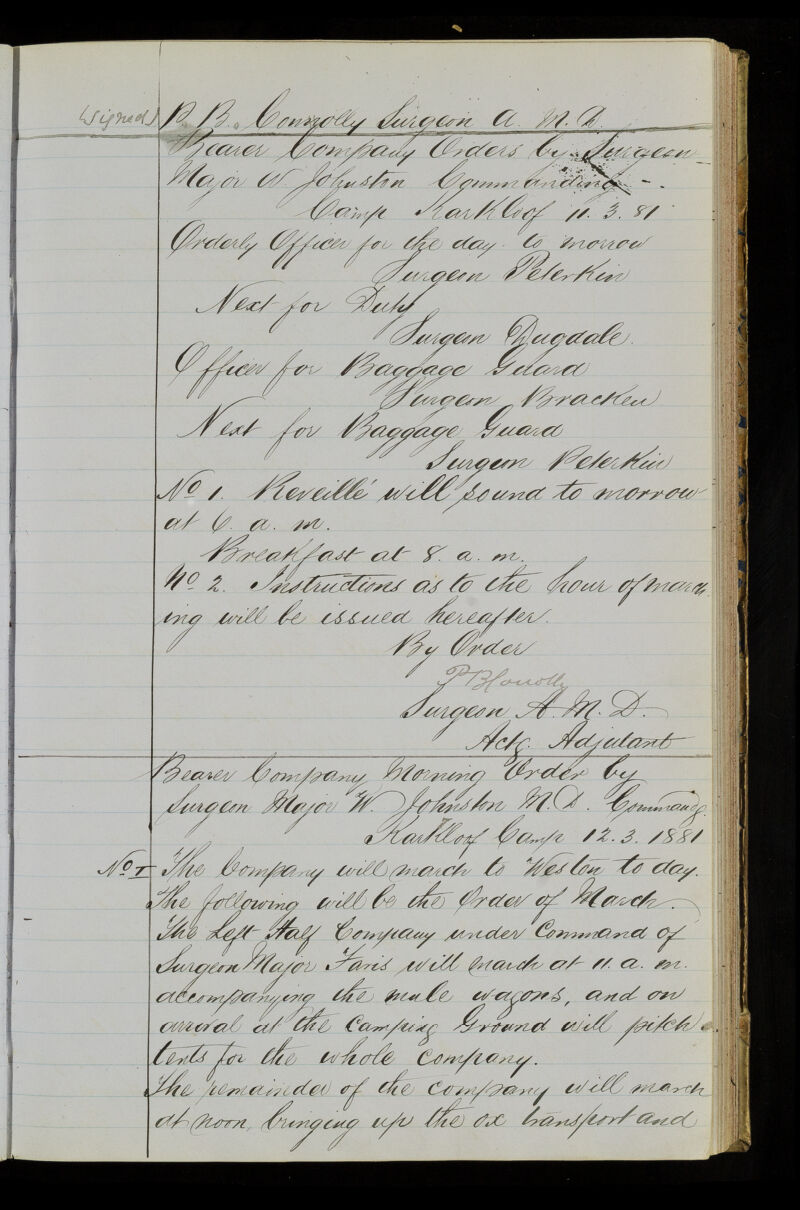 (Signed) P. B. Connolly Surgeon A. M. D.
Bearer Company Orders by Surgeon
Major W. Johnston Commanding
Camp KarKloof 11. 3. 81
Orderly Officer for the day to morrow
Surgeon Peterkin
Next for Duty
Surgeon Dugdale.
Officer for Baggage Guard
Surgeon Bracken
Next for Baggage Guard
Surgeon Peterkin
No 1. Reveillé will sound to morrow
at 6. a. m.
Breakfast at 8. a. m.
No 2. Instructions as to the hour of march
ing will be issued hereafter.
By Order
P B Conolly
Surgeon A. M. D.
Actg. Adjutant
Bearer Company Morning Order by
Surgeon Major W. Johnston M.D. Commandg.
KarKloof Camp 12. 3. 1881
No I The Company will march to Weston to day.
The following will be the Order of March.
The Left Half Company under Command of
Surgeon Major Faris will march at 11. a. m.
accompanying the mule wagons, and on
arrival at the Camping Ground will pitch
tents for the whole company.
The remainder of the company will march
at noon, bringing up the ox transport and